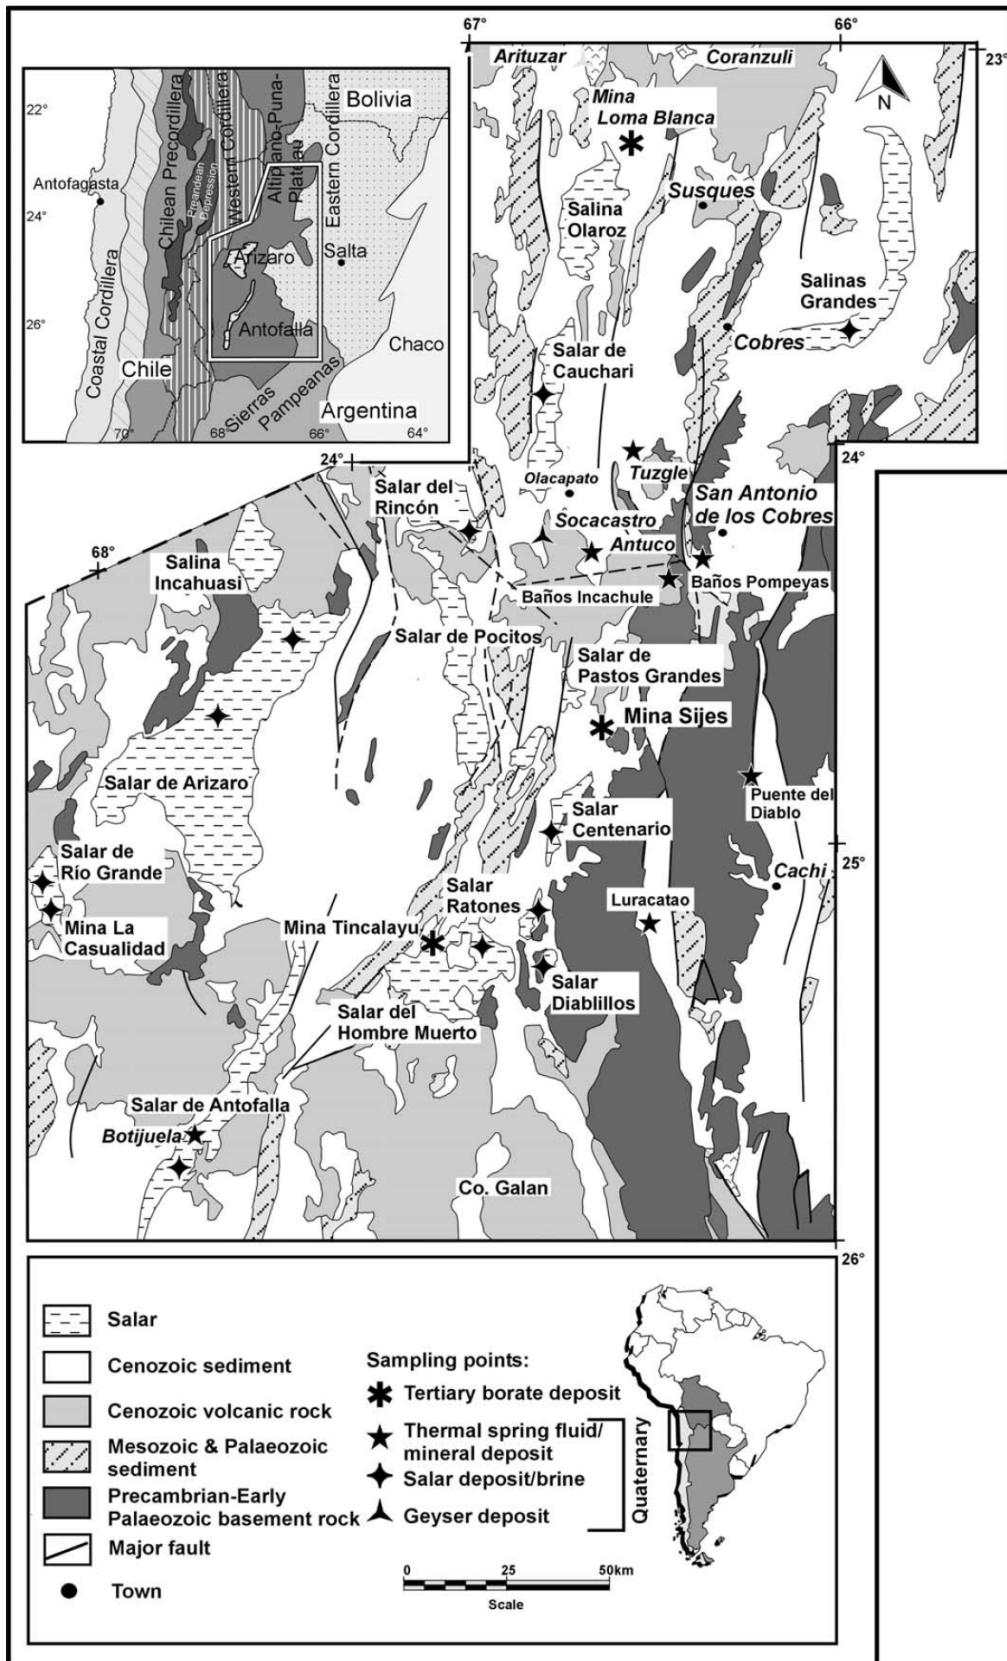 67°
66°
23°
Arituzar
Coranzuli
N
Mina
Loma Blanca
Susques
Salina
Olaroz
Salinas
Grandes
Cobres
Salar de
Cauchari
24°
22°
24°
26°
70°
68°
66°
64°
Bolivia
Antofagasta
Coastal Cordillera
Chilean Precordillera
Preandean
Depression
Western Cordillera
Altiplano-Puna-
Plateau
Eastern Cordillera
Salta
Arizaro
Antofalla
Chaco
Chile
Sierras
Pampeanas
Argentina
24°
Tuzgle
Olacapato
San Antonio
de los Cobres
Salar del
Rincón
Socacastro
Antuco
68°
Salina
Incahuasi
Baños Incachule
Baños Pompeyas
Salar de Pocitos
Salar de
Pastos Grandes
Mina Sijes
Salar de Arizaro
Puente del
Diablo
Salar
Centenario
25°
Salar de
Río Grande
Cachi
Salar
Ratones
Luracatao
Mina La
Casualidad
Mina Tincalayu
Salar
Diablillos
Salar del
Hombre Muerto
Salar de Antofalla
Botijuela
Co. Galan
26°
Salar
Cenozoic sediment
Cenozoic volcanic rock
Mesozoic & Palaeozoic
sediment
Precambrian-Early
Palaeozoic basement rock
Major fault
Town
Sampling points:
Tertiary borate deposit
Thermal spring fluid/
mineral deposit
Salar deposit/brine
Geyser deposit
Quaternary
0 25 50km
Scale